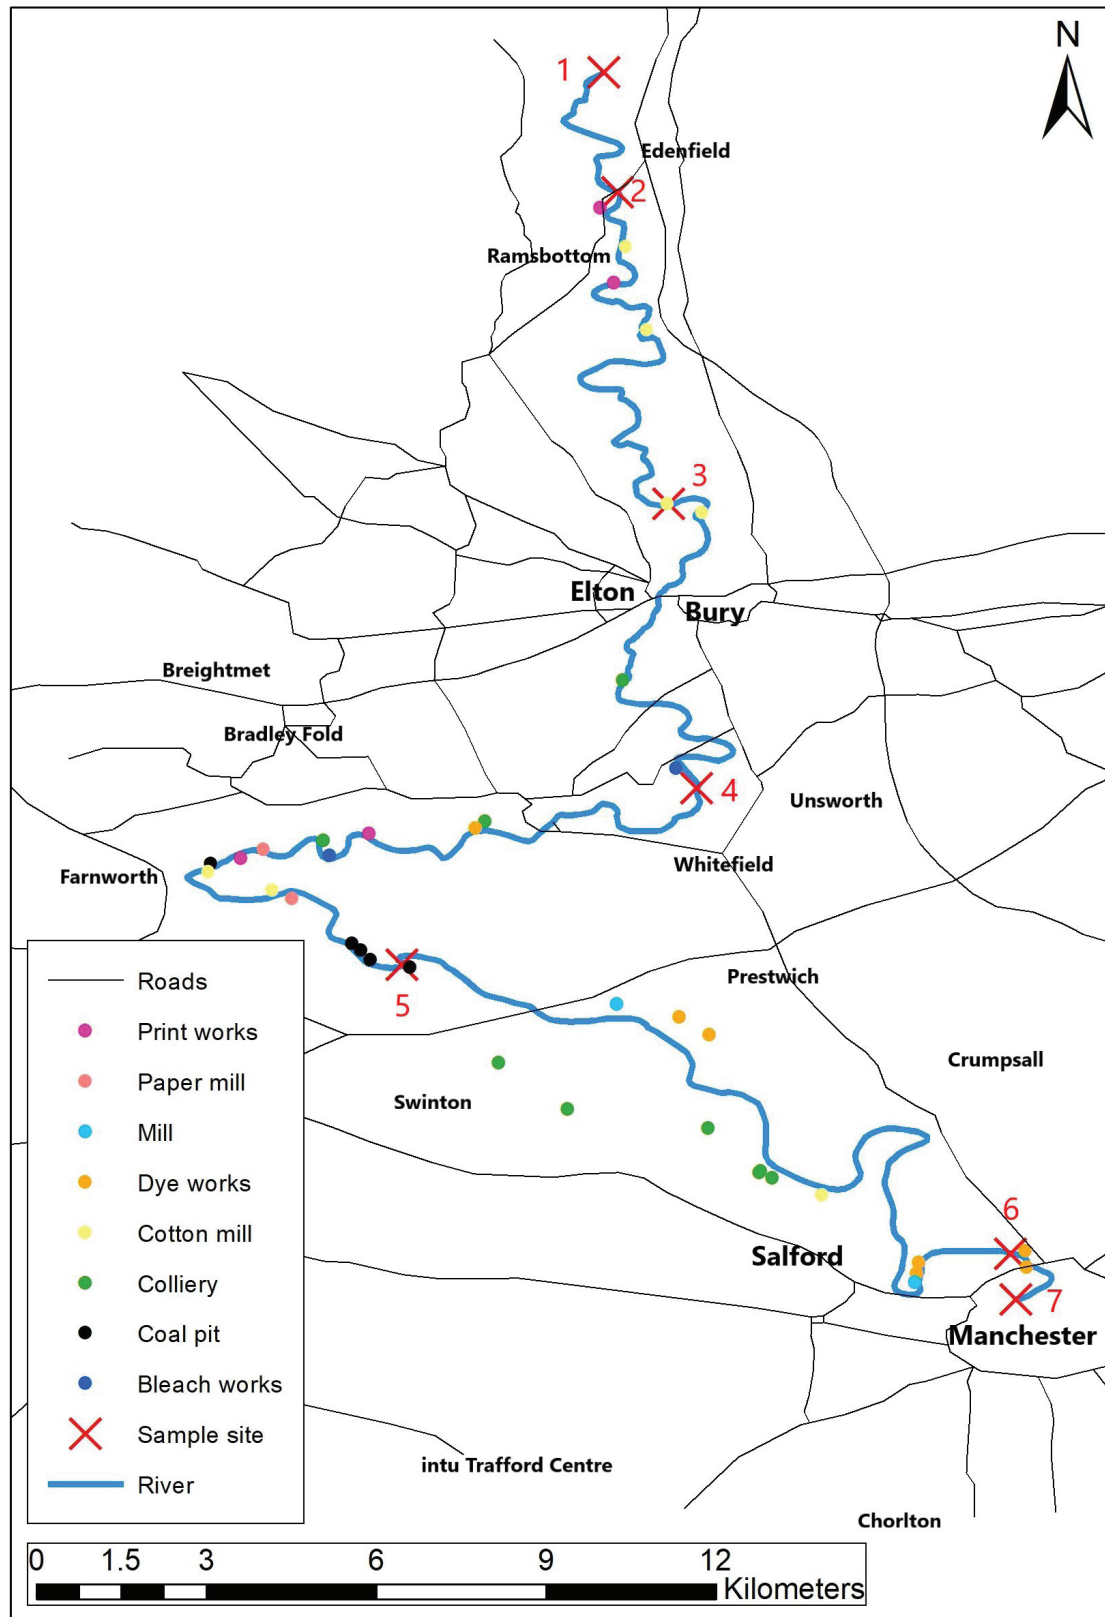 N
1
Edenfield
2
Ramsbottom
3
Elton
Bury
Breightmet
Bradley Fold
4
Unsworth
Whitefield
Farnworth
Prestwich
5
Crumpsall
Swinton
6
Salford
7
Manchester
intu Trafford Centre
Chorlton
Roads
Print works
Paper mill
Mill
Dye works
Cotton mill
Colliery
Coal pit
Bleach works
Sample site
River
0 1.5 3 6 9 12
Kilometers